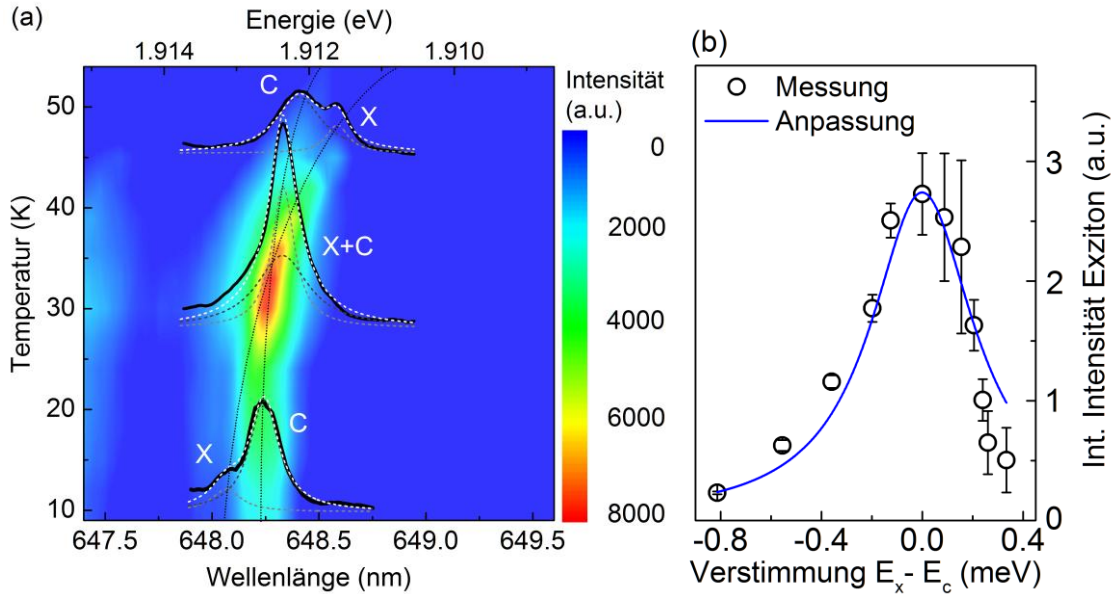 (a)
Energie (eV)
1.914 1.912 1.910
Temperatur (K)
50
40
30
20
10
C
X
X+C
X
C
647.5 648.0 648.5 649.0 649.5
Wellenlänge (nm)
Intensität
(a.u.)
0
2000
4000
6000
8000
(b)
Messung
Anpassung
3
2
1
0
Int. Intensität Exziton (a.u.)
-0.8 -0.4 0.0 0.4
Verstimmung Eₓ- E꜀ (meV)